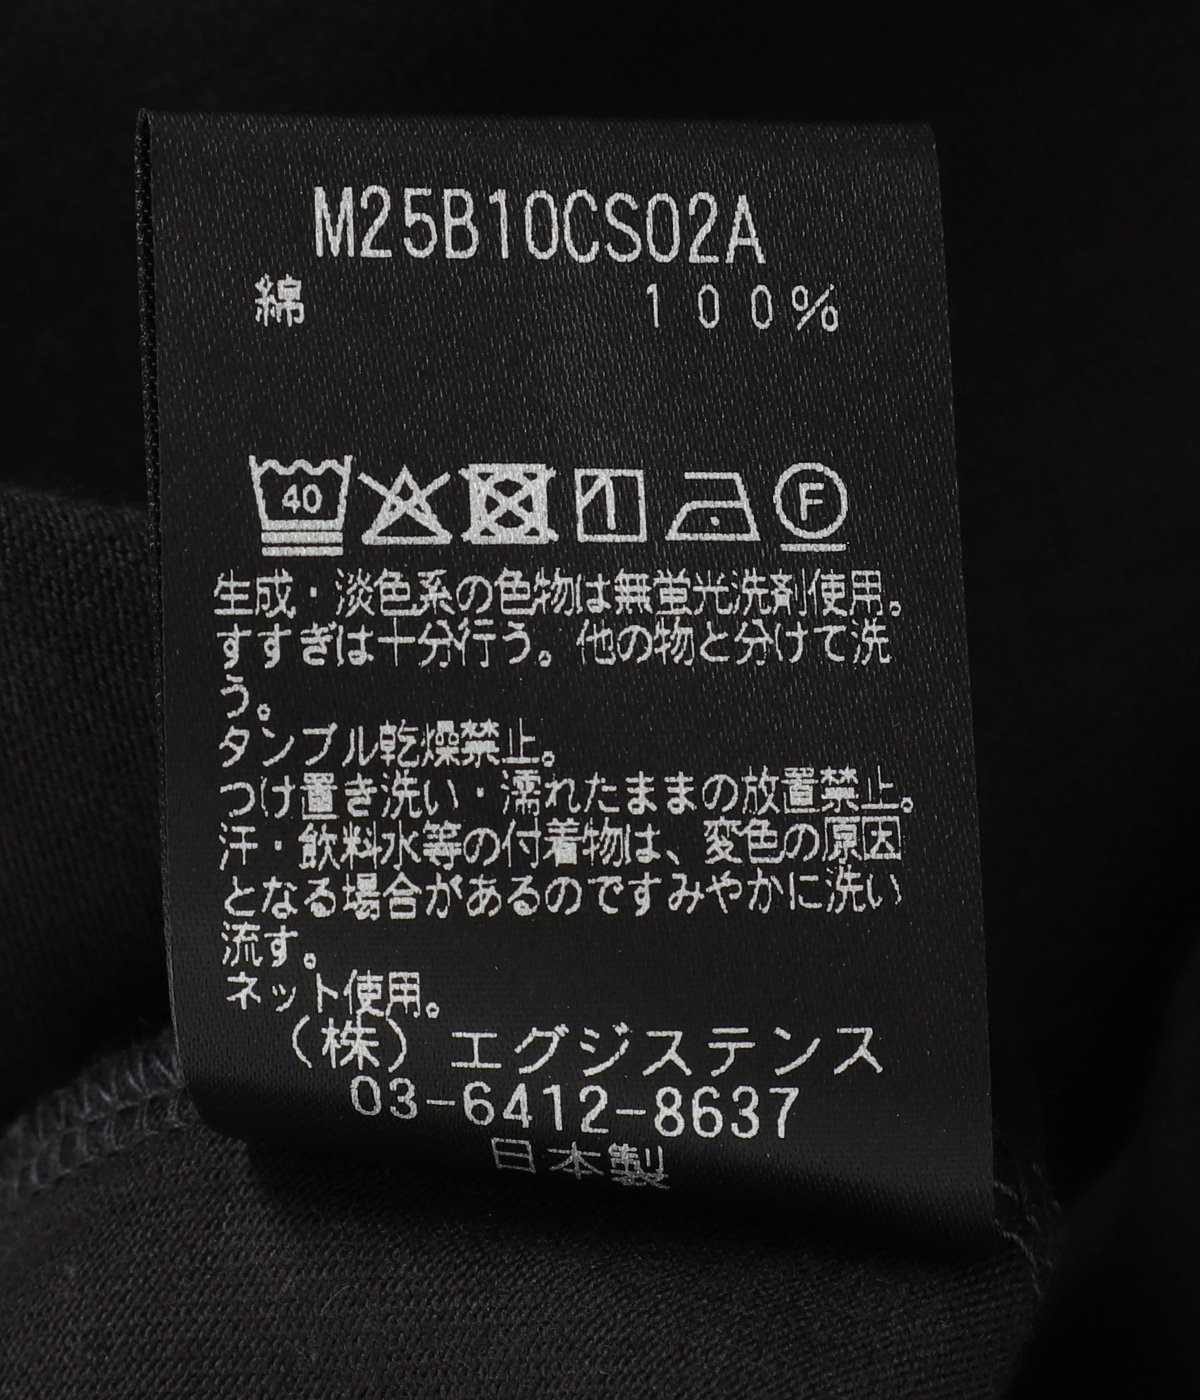 M25B10CS02A
綿 100%
40
F
生成・淡色系の色物は無蛍光洗剤使用。
すすぎは十分行う。他の物と分けて洗
う。
タンブル乾燥禁止。
つけ置き洗い・濡れたままの放置禁止。
汗・飲料水等の付着物は、変色の原因
となる場合があるのですみやかに洗い
流す。
ネット使用。
（株）エグジステンス
03-6412-8637
日本製